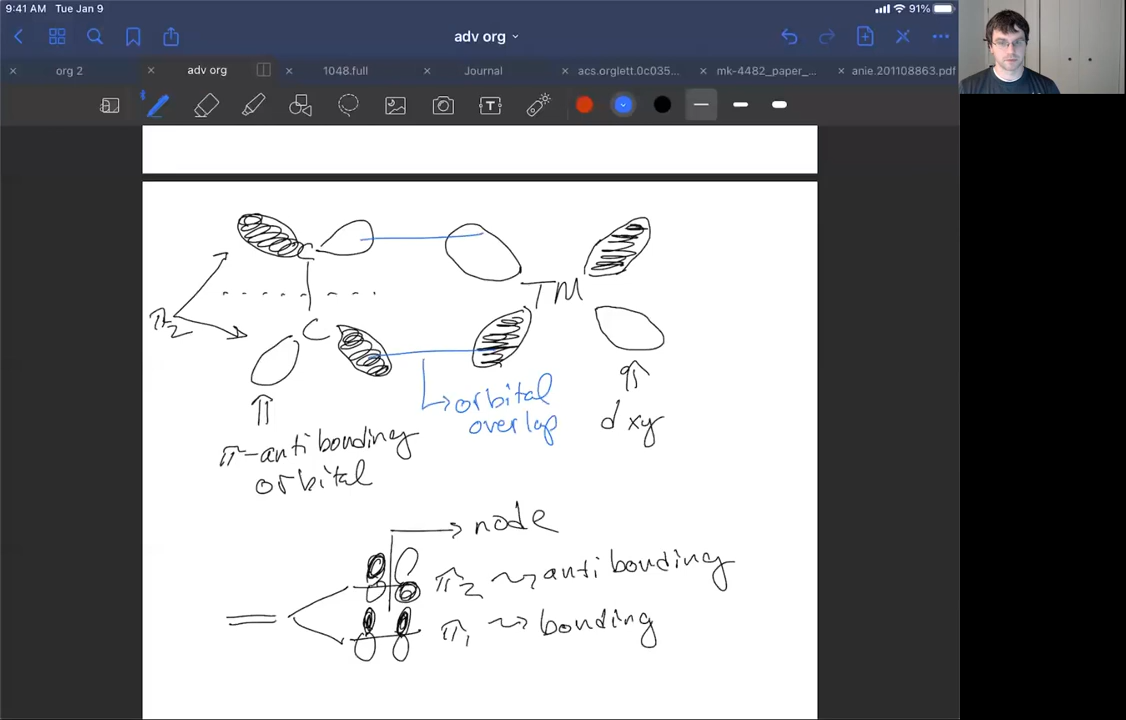 9:41 AM Tue Jan 9
91%
adv org
org 2
adv org
1048.full
Journal
acs.orglett.0c035...
mk-4482_paper_...
anie.201108863.pdf
T
C
TM
π2
C
orbital
overlap
dxy
π-antibonding
orbital
node
π2 antibonding
π1 bonding